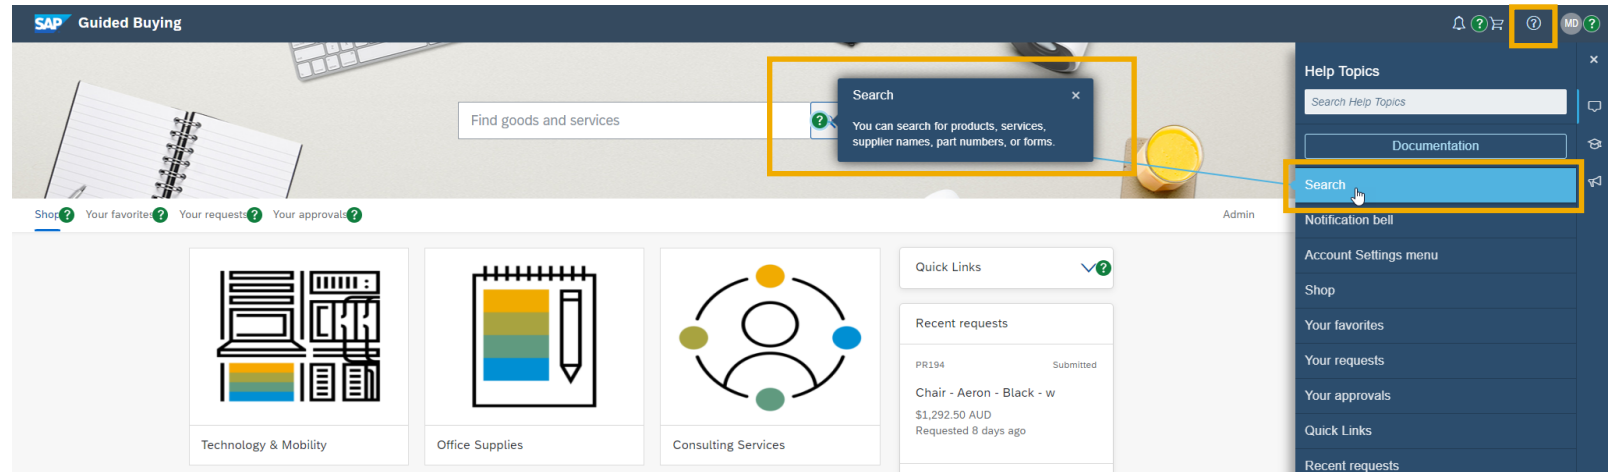 SAP Guided Buying
MD
Find goods and services
Search
You can search for products, services,
supplier names, part numbers, or forms.
Shop
Your favorites
Your requests
Your approvals
Admin
Technology & Mobility
Office Supplies
Consulting Services
Quick Links
Recent requests
PR194
Submitted
Chair - Aeron - Black - w
$1,292.50 AUD
Requested 8 days ago
Help Topics
Search Help Topics
Documentation
Search
Notification bell
Account Settings menu
Shop
Your favorites
Your requests
Your approvals
Quick Links
Recent requests